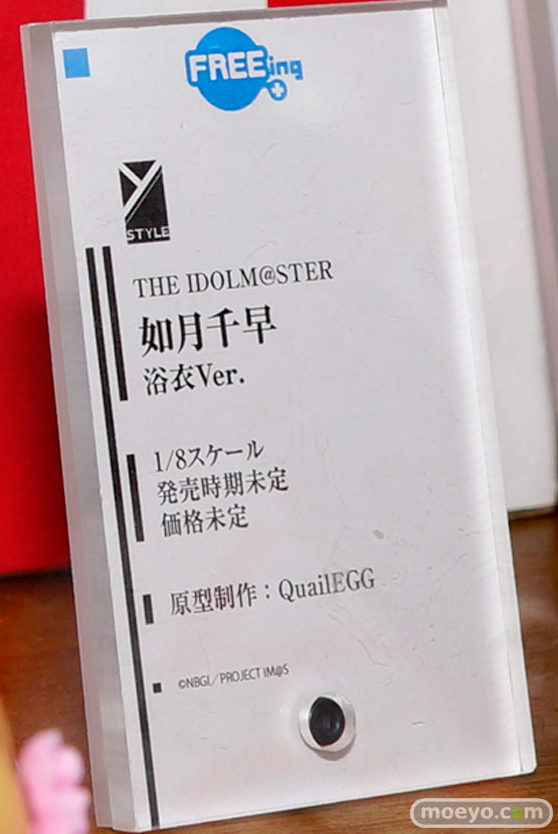 FREEing
Y
STYLE
THE IDOLM@STER
如月千早
浴衣Ver.
1/8スケール
発売時期未定
価格未定
原型制作：QuailEGG
©NBGI／PROJECT IM@S
moeyo.com